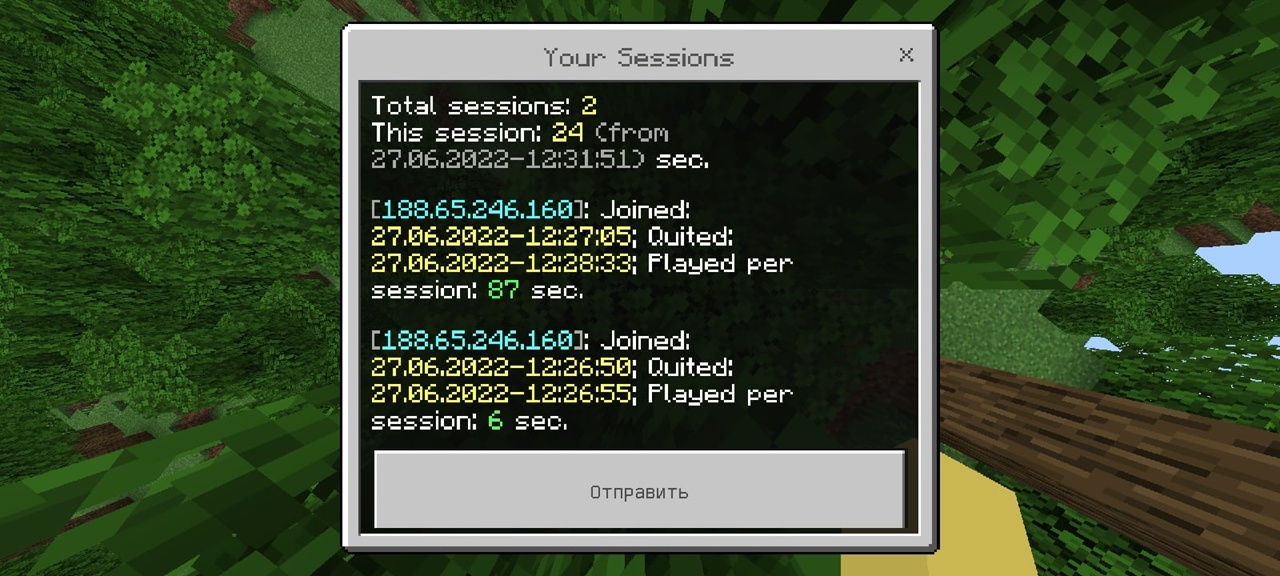 Your Sessions
X
Total sessions: 2
This session: 24 (from
27.06.2022-12:31:51) sec.
[188.65.246.160]: Joined:
27.06.2022-12:27:05; Quited:
27.06.2022-12:28:33; Played per
session: 87 sec.
[188.65.246.160]: Joined:
27.06.2022-12:26:50; Quited:
27.06.2022-12:26:55; Played per
session: 6 sec.
Отправить